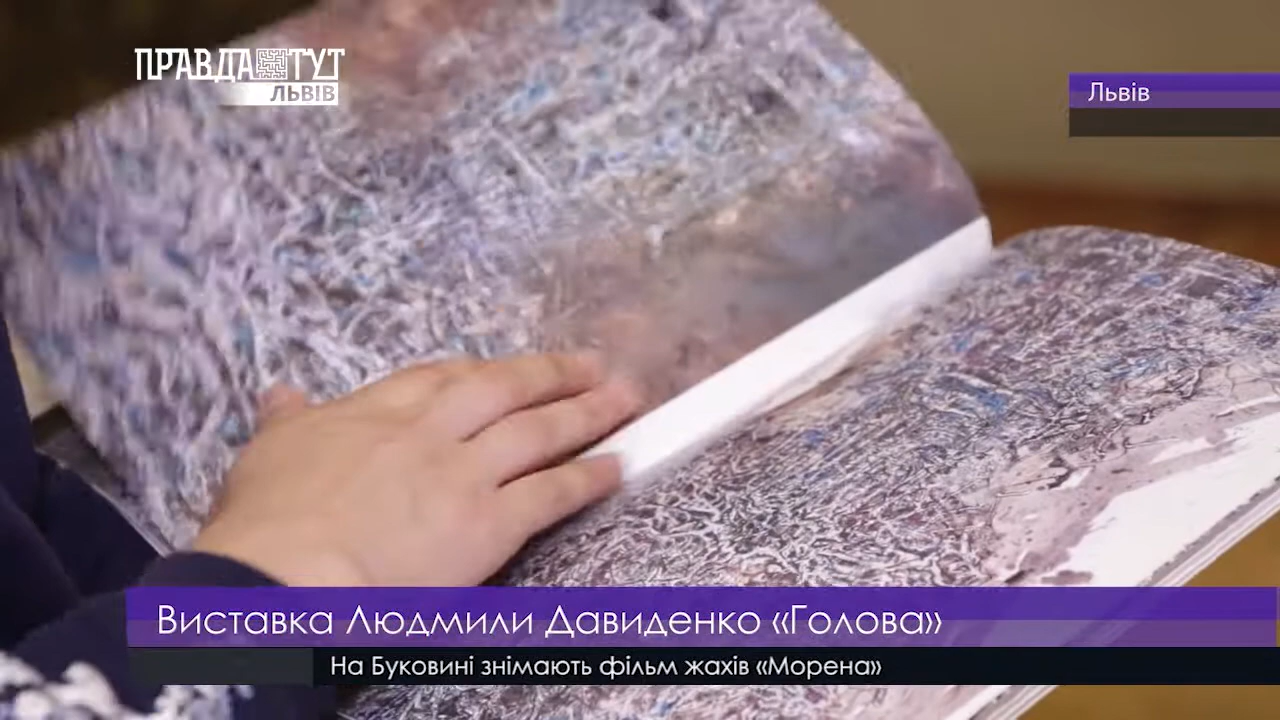 ПРАВДА ТУТ
ЛЬВІВ
Львів
Виставка Людмили Давиденко «Голова»
На Буковині знімають фільм жахів «Морена»